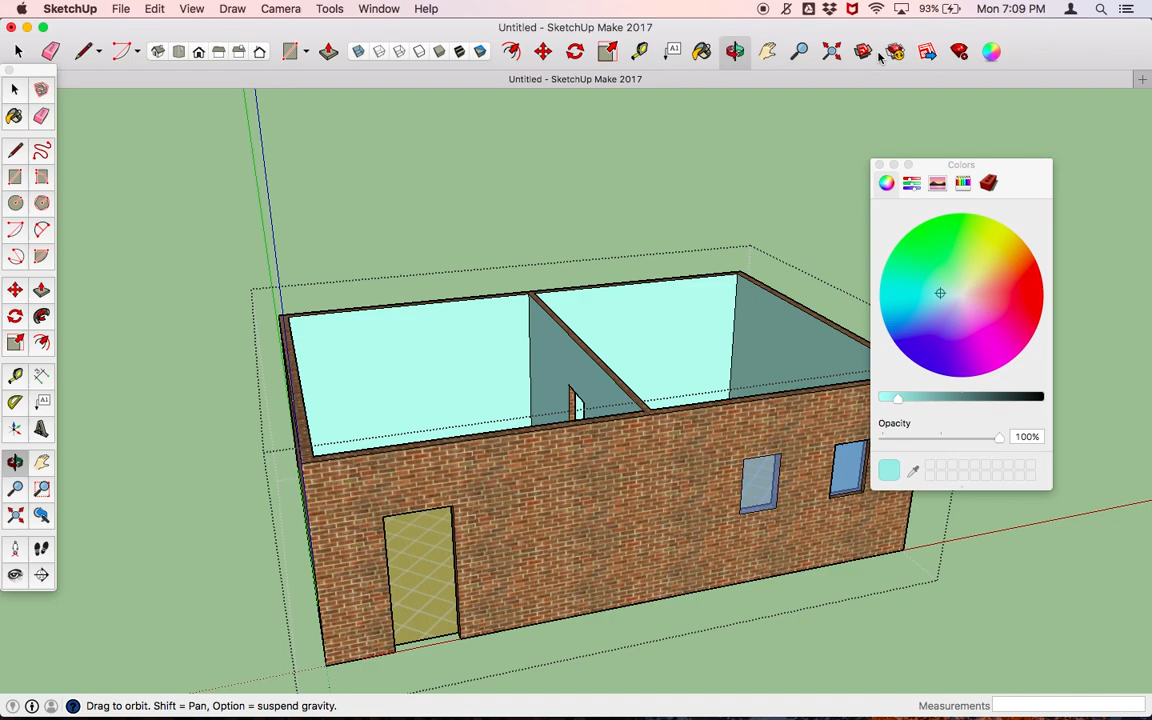 SketchUp File Edit View Draw Camera Tools Window Help 93% Mon 7:09 PM
Untitled - SketchUp Make 2017
Untitled - SketchUp Make 2017
Colors
Opacity
100%
Drag to orbit. Shift = Pan, Option = suspend gravity.
Measurements